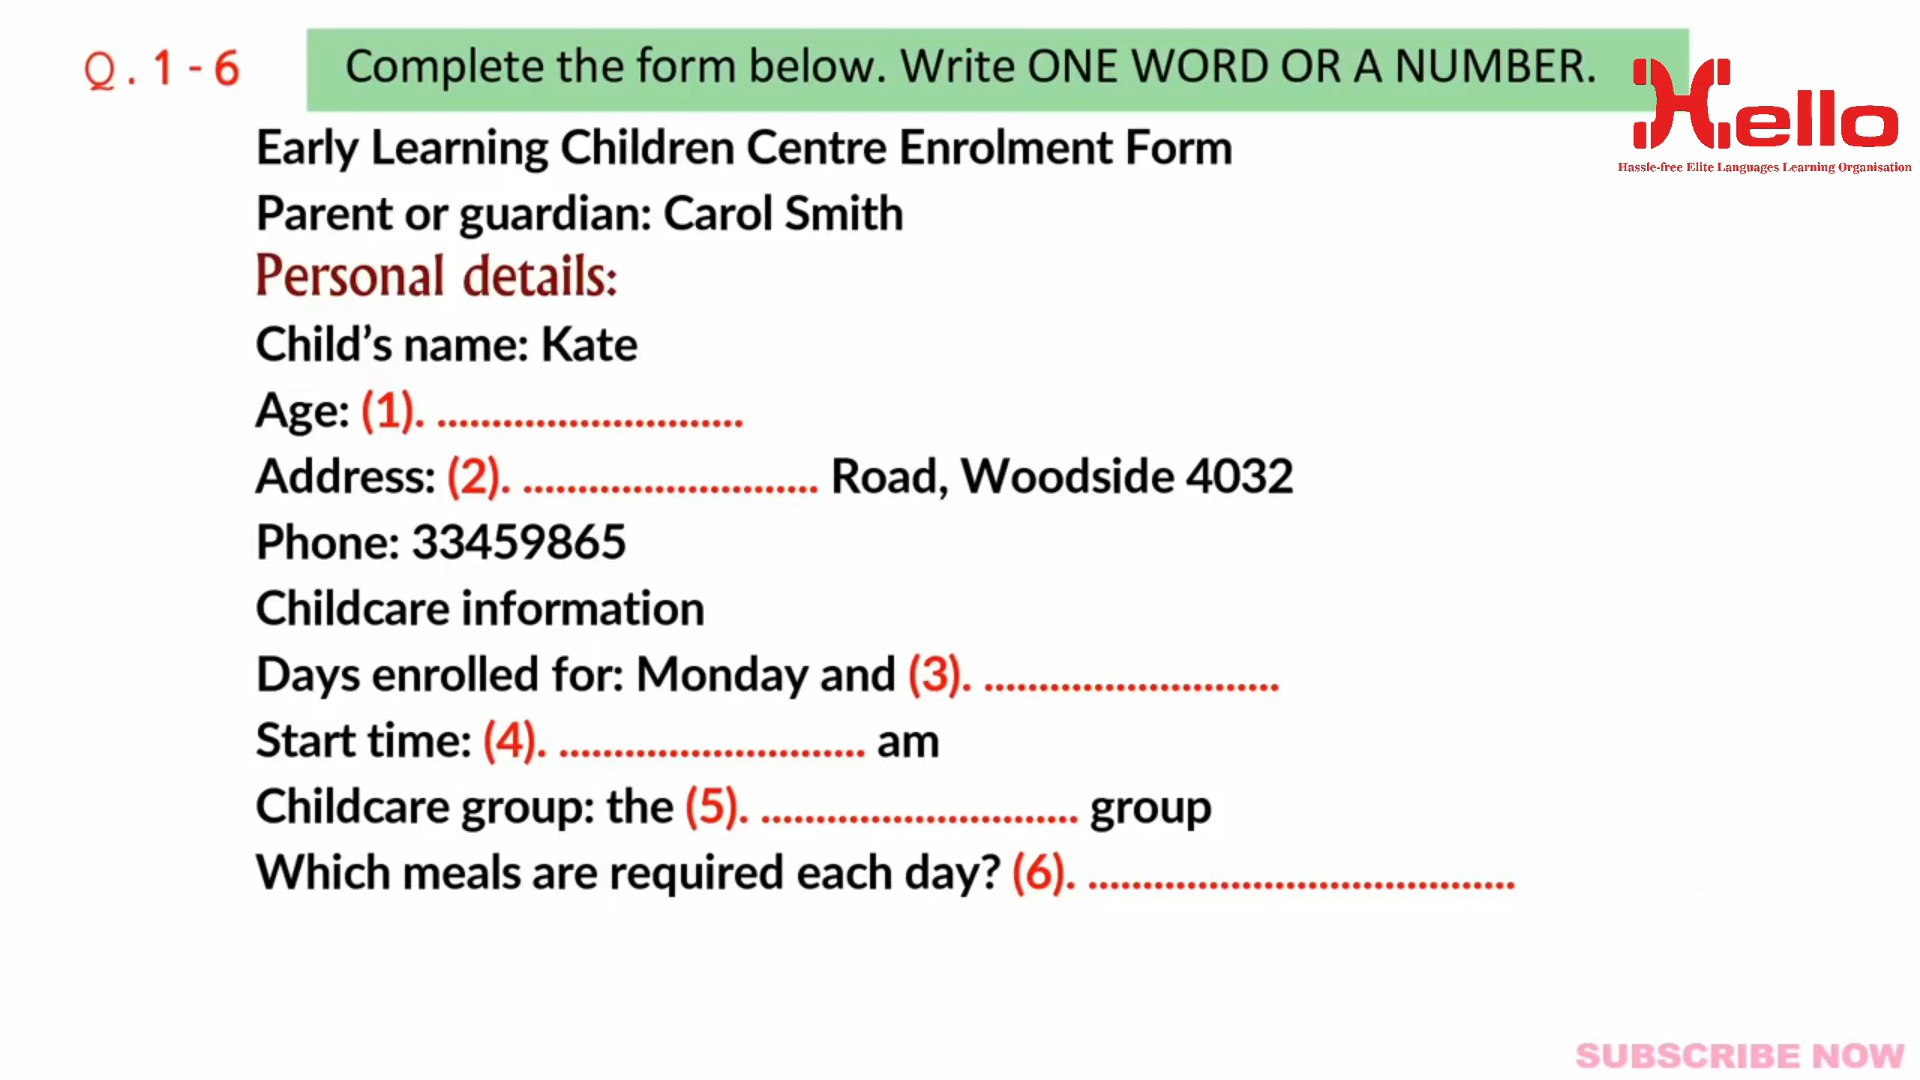 Q. 1 - 6
Complete the form below. Write ONE WORD OR A NUMBER.
Hello
Hassle-free Elite Languages Learning Organisation
Early Learning Children Centre Enrolment Form
Parent or guardian: Carol Smith
Personal details:
Child’s name: Kate
Age: (1). ............................
Address: (2). ........................... Road, Woodside 4032
Phone: 33459865
Childcare information
Days enrolled for: Monday and (3). ...........................
Start time: (4). ............................ am
Childcare group: the (5). ............................. group
Which meals are required each day? (6). .......................................
SUBSCRIBE NOW